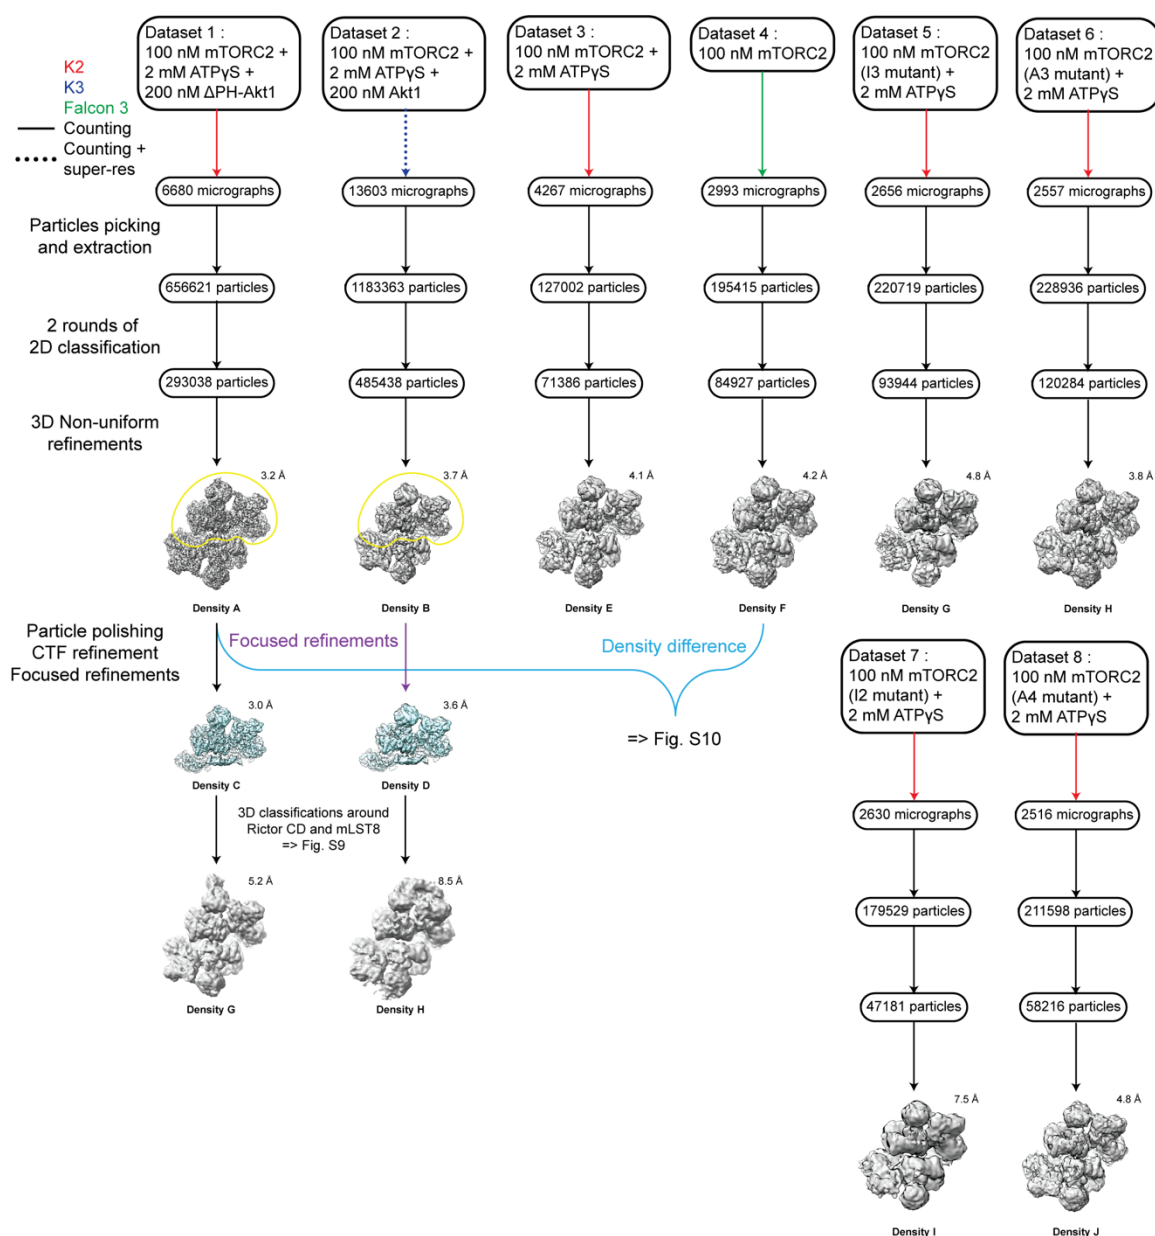 Dataset 1 :
100 nM mTORC2 +
2 mM ATPγS +
200 nM ΔPH-Akt1
Dataset 2 :
100 nM mTORC2 +
2 mM ATPγS +
200 nM Akt1
Dataset 3 :
100 nM mTORC2 +
2 mM ATPγS
Dataset 4 :
100 nM mTORC2
Dataset 5 :
100 nM mTORC2
(I3 mutant) +
2 mM ATPγS
Dataset 6 :
100 nM mTORC2
(A3 mutant) +
2 mM ATPγS
K2
K3
Falcon 3
Counting
Counting +
super-res
6680 micrographs
13603 micrographs
4267 micrographs
2993 micrographs
2656 micrographs
2557 micrographs
Particles picking
and extraction
656621 particles
1183363 particles
127002 particles
195415 particles
220719 particles
228936 particles
2 rounds of
2D classification
293038 particles
485438 particles
71386 particles
84927 particles
93944 particles
120284 particles
3D Non-uniform
refinements
3.2 Å
3.7 Å
4.1 Å
4.2 Å
4.8 Å
3.8 Å
Density A
Density B
Density E
Density F
Density G
Density H
Particle polishing
CTF refinement
Focused refinements
Focused refinements
Density difference
=> Fig. S10
3.0 Å
3.6 Å
Density C
Density D
3D classifications around
Rictor CD and mLST8
=> Fig. S9
5.2 Å
8.5 Å
Density G
Density H
Dataset 7 :
100 nM mTORC2
(I2 mutant) +
2 mM ATPγS
Dataset 8 :
100 nM mTORC2
(A4 mutant) +
2 mM ATPγS
2630 micrographs
2516 micrographs
179529 particles
211598 particles
47181 particles
58216 particles
7.5 Å
4.8 Å
Density I
Density J